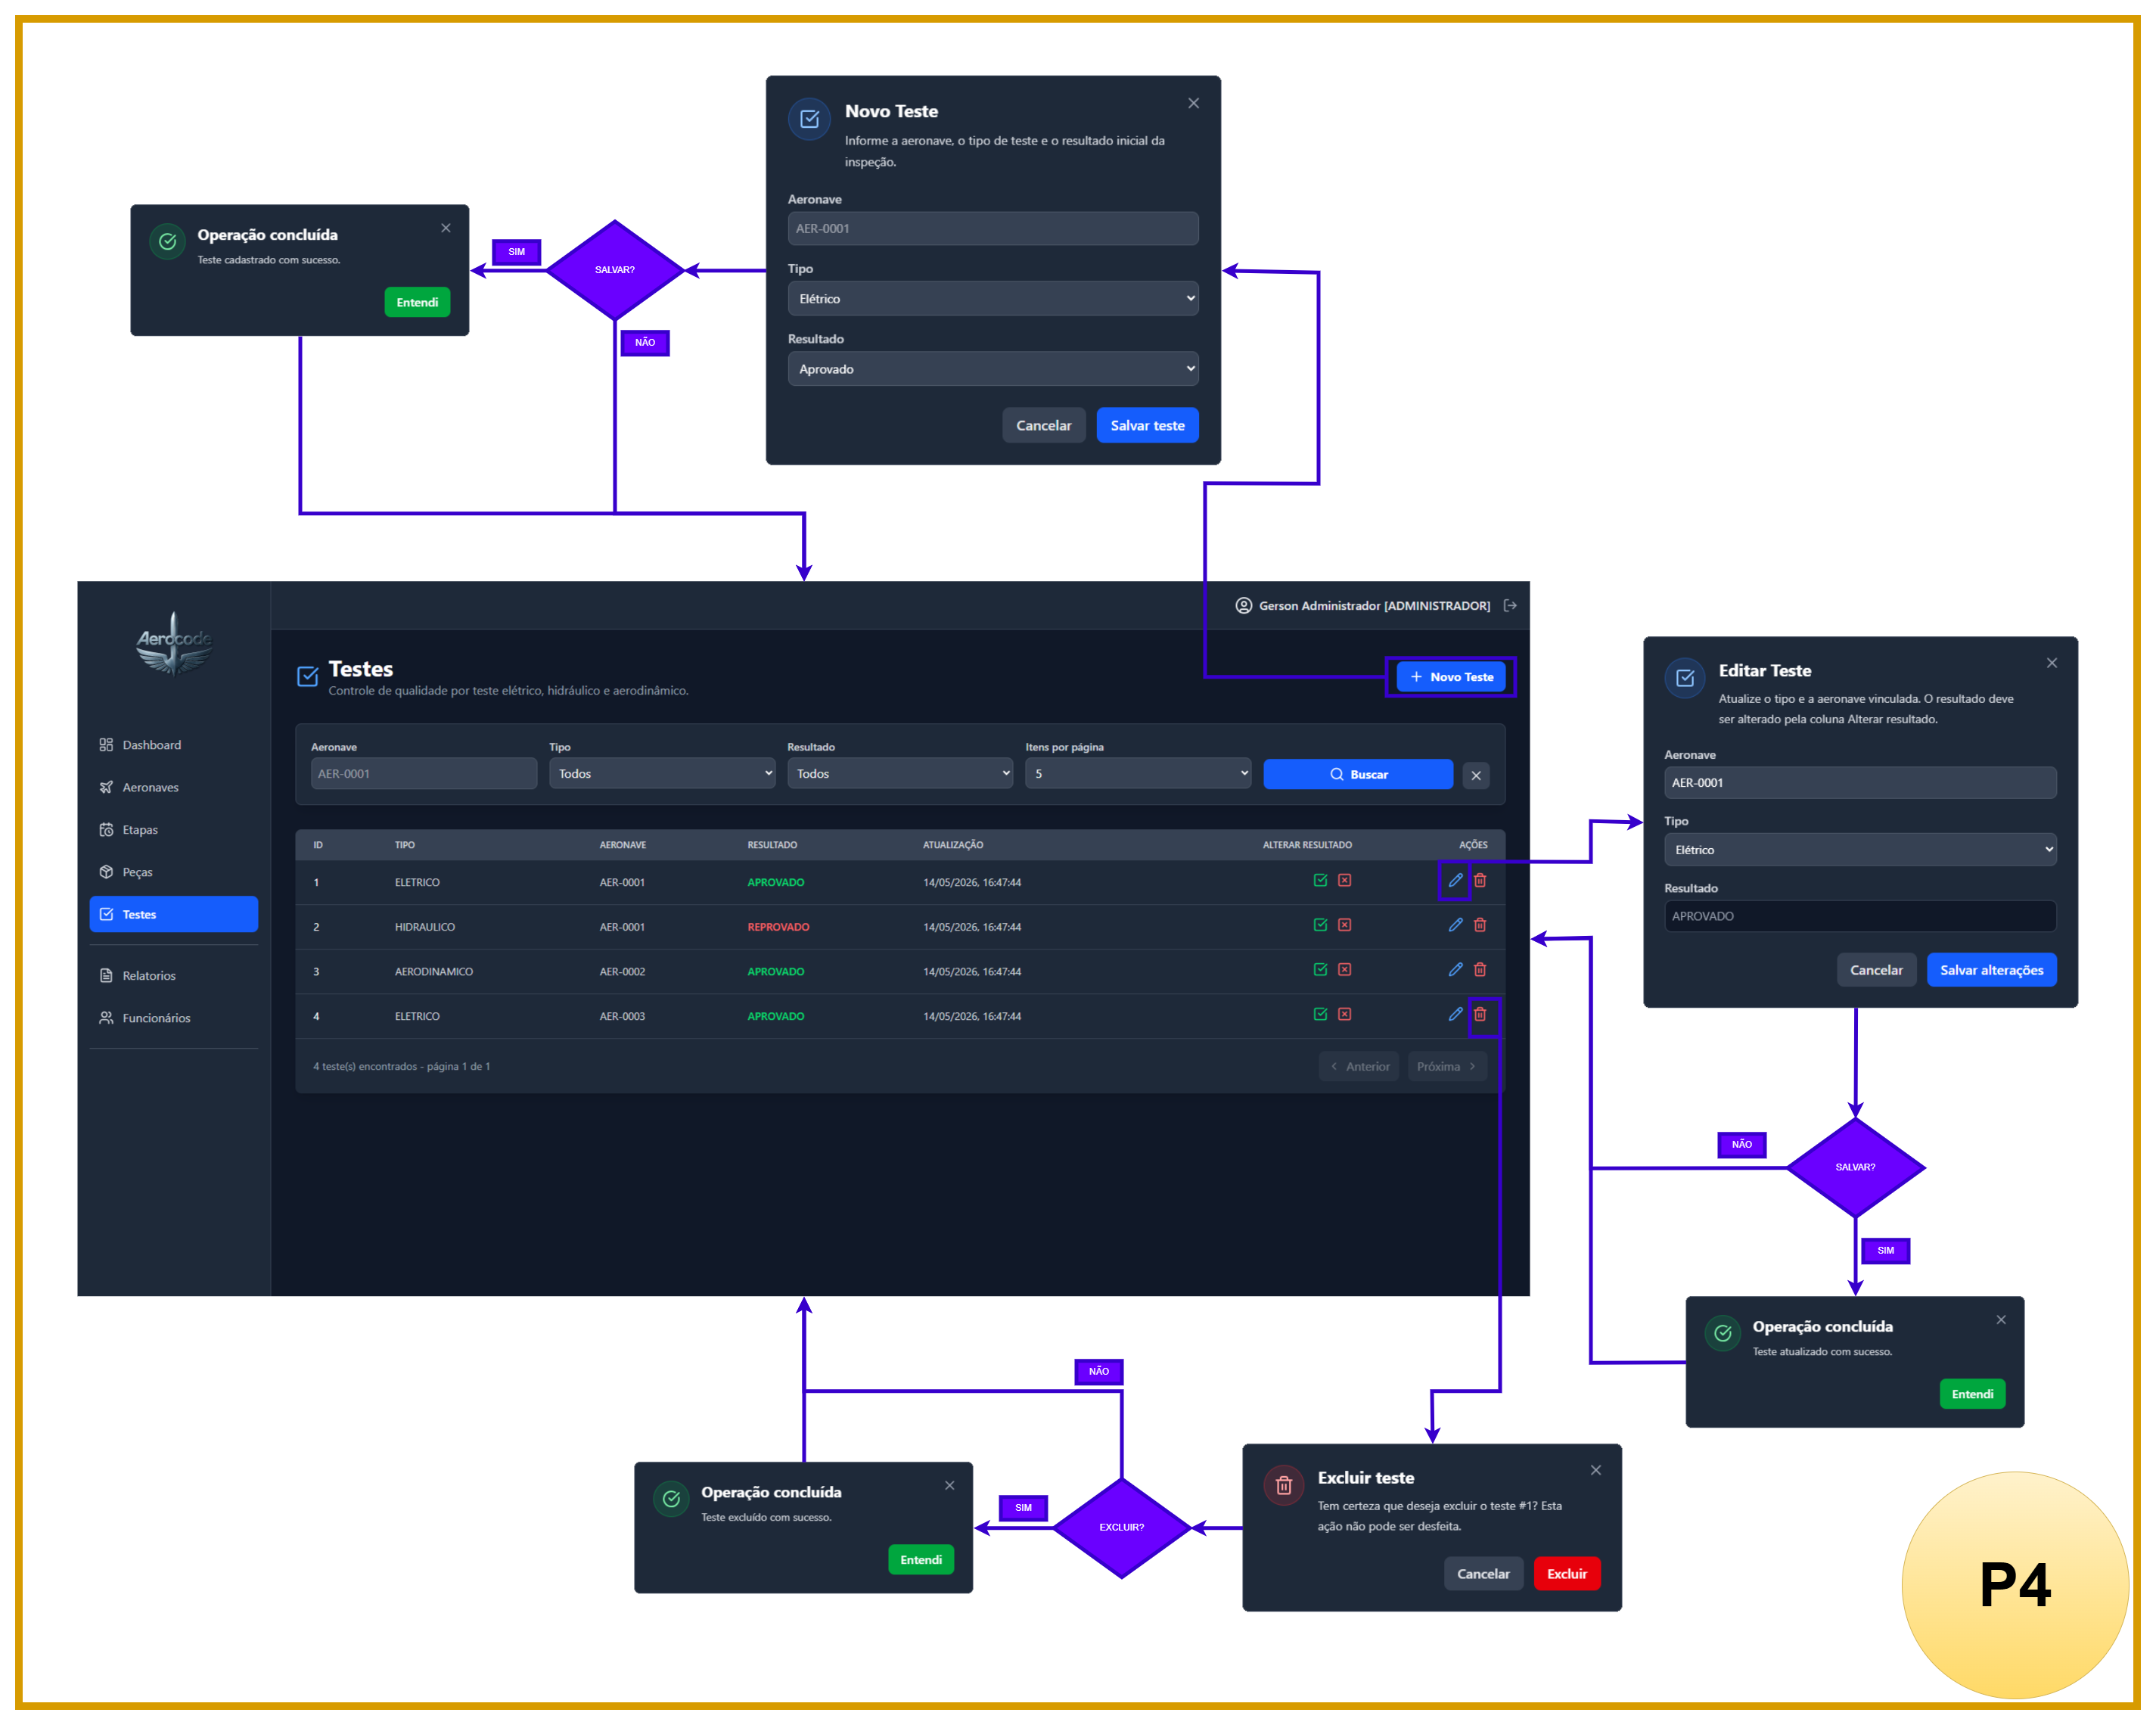 Novo Teste
Informe a aeronave, o tipo de teste e o resultado inicial da
inspeção.
Aeronave
AER-0001
Tipo
Elétrico
Resultado
Aprovado
Cancelar
Salvar teste
Operação concluída
Teste cadastrado com sucesso.
Entendi
SIM
SALVAR?
NÃO
Aerocode
Gerson Administrador [ADMINISTRADOR]
Dashboard
Aeronaves
Etapas
Peças
Testes
Relatorios
Funcionários
Testes
Controle de qualidade por teste elétrico, hidráulico e aerodinâmico.
+ Novo Teste
Aeronave Tipo Resultado Itens por página
AER-0001 Todos Todos 5 Buscar
ID TIPO AERONAVE RESULTADO ATUALIZAÇÃO ALTERAR RESULTADO AÇÕES
1 ELETRICO AER-0001 APROVADO 14/05/2026, 16:47:44
2 HIDRAULICO AER-0001 REPROVADO 14/05/2026, 16:47:44
3 AERODINAMICO AER-0002 APROVADO 14/05/2026, 16:47:44
4 ELETRICO AER-0003 APROVADO 14/05/2026, 16:47:44
4 teste(s) encontrados - página 1 de 1
Anterior
Próxima
Editar Teste
Atualize o tipo e a aeronave vinculada. O resultado deve
ser alterado pela coluna Alterar resultado.
Aeronave
AER-0001
Tipo
Elétrico
Resultado
APROVADO
Cancelar
Salvar alterações
NÃO
SALVAR?
SIM
Operação concluída
Teste atualizado com sucesso.
Entendi
Excluir teste
Tem certeza que deseja excluir o teste #1? Esta
ação não pode ser desfeita.
Cancelar
Excluir
NÃO
EXCLUIR?
SIM
Operação concluída
Teste excluído com sucesso.
Entendi
P4